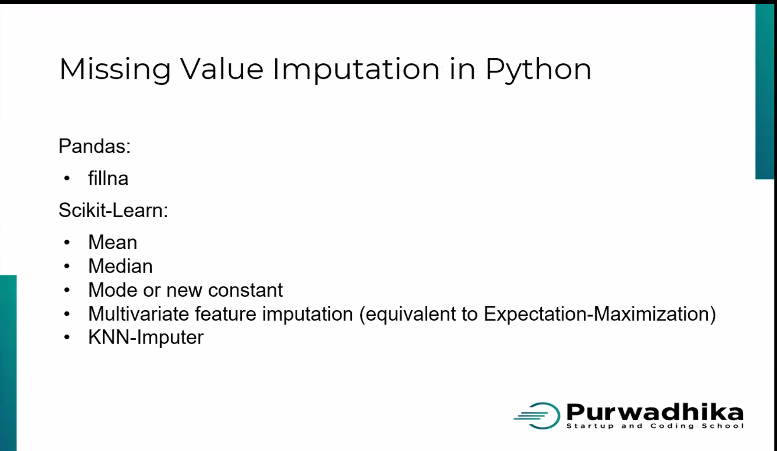 Missing Value Imputation in Python
Pandas:
• fillna
Scikit-Learn:
• Mean
• Median
• Mode or new constant
• Multivariate feature imputation (equivalent to Expectation-Maximization)
• KNN-Imputer
Purwadhika
Startup and Coding School